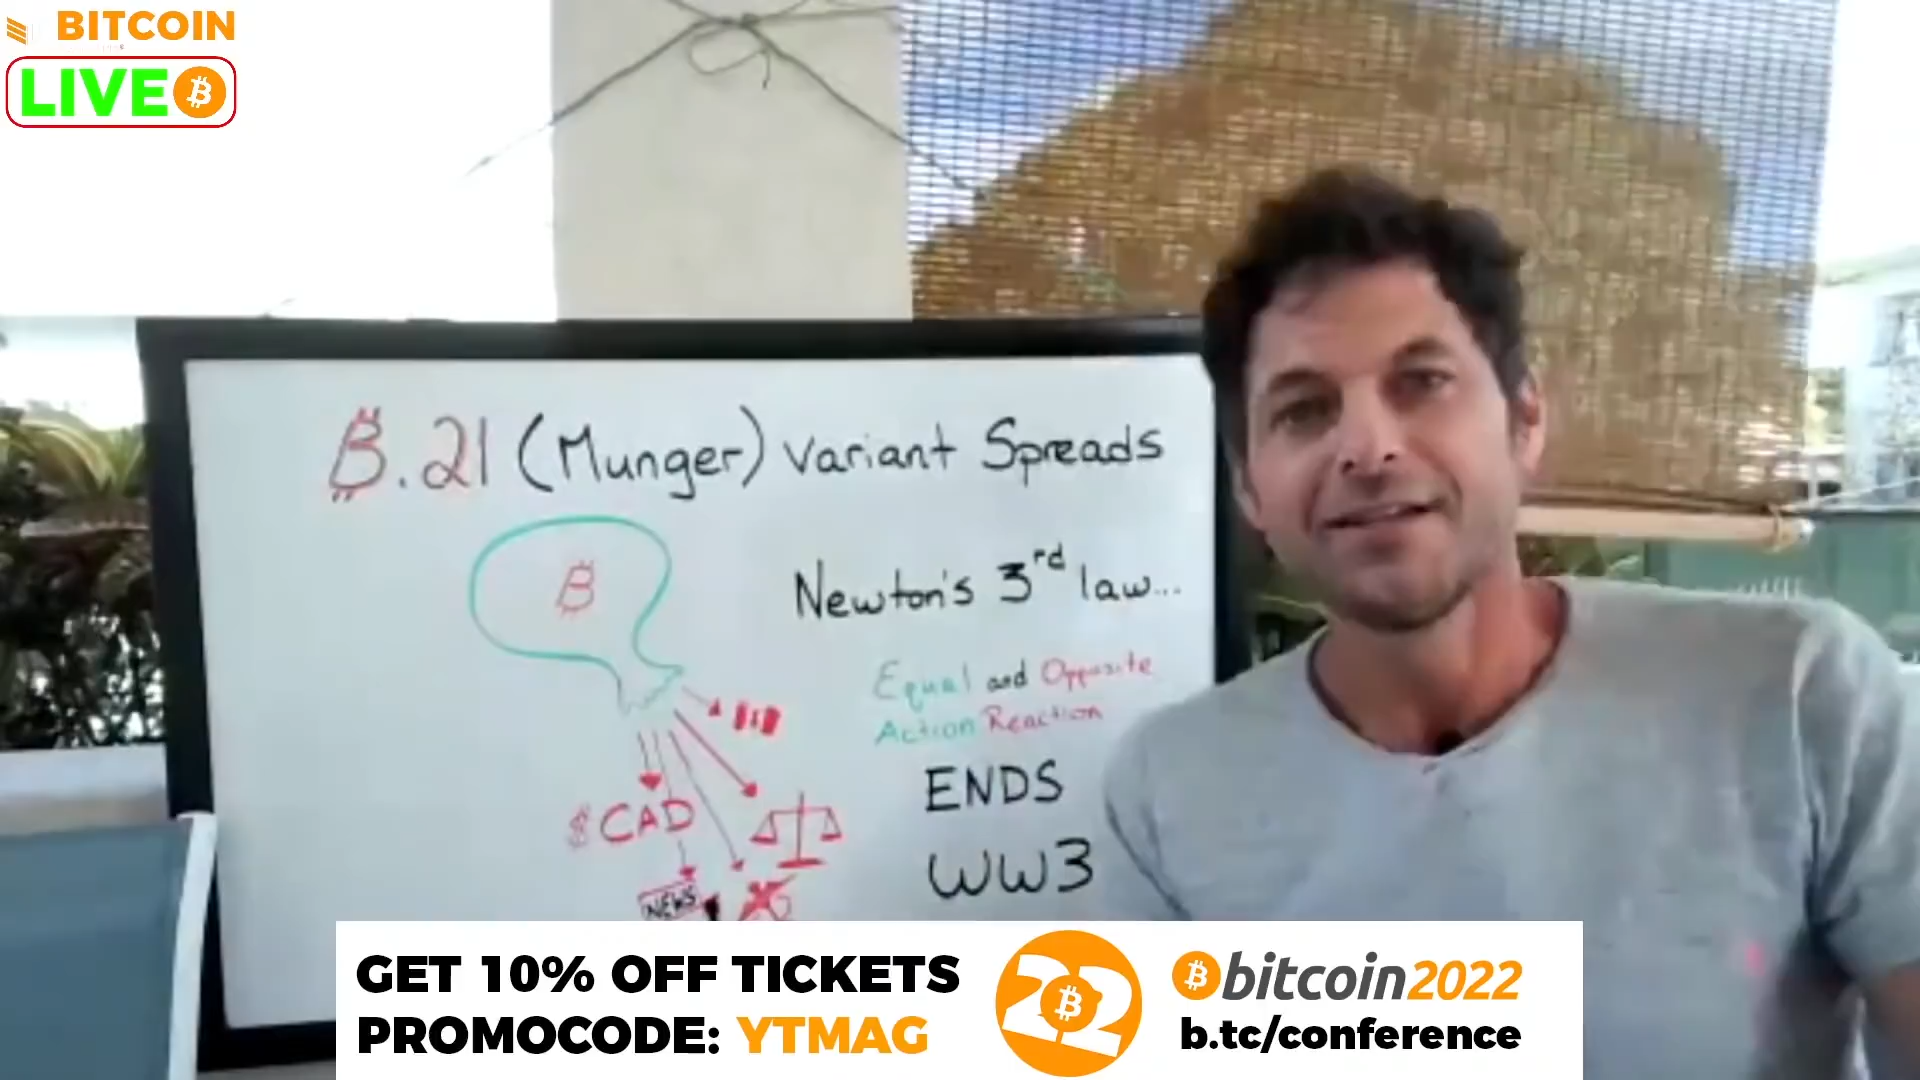 BITCOIN
LIVE
₿.21 (Munger) variant Spreads
₿
Newton's 3rd law...
Equal and Opposite
Action Reaction
ENDS
WW3
$CAD
NEWS
GET 10% OFF TICKETS
PROMOCODE: YTMAG
22
bitcoin2022
b.tc/conference